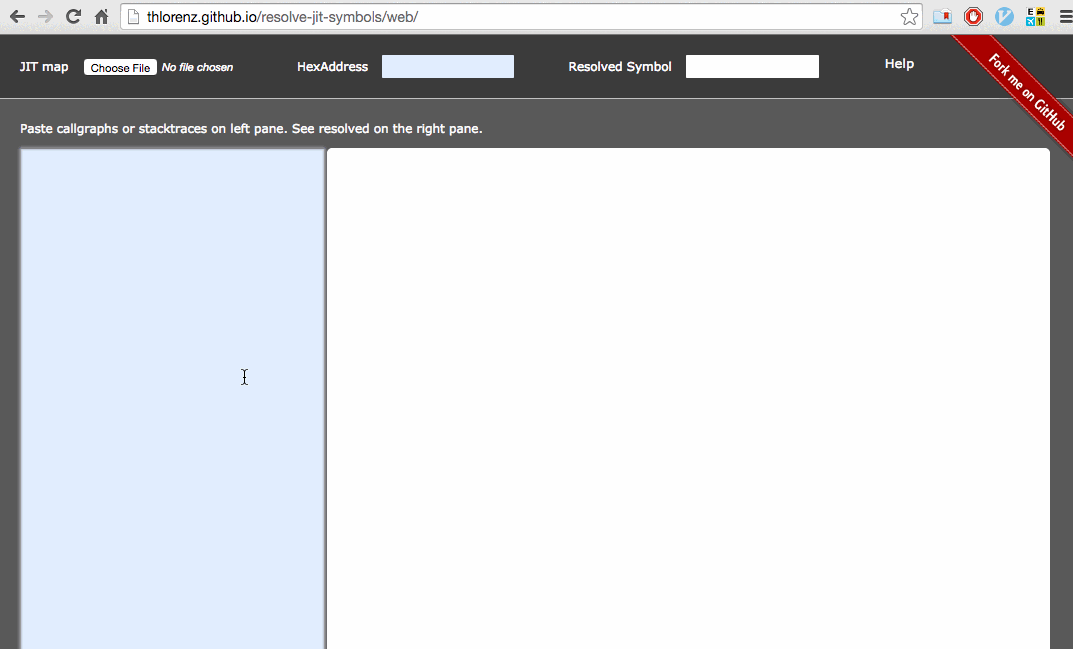 thlorenz.github.io/resolve-jit-symbols/web/
E
JIT map Choose File No file chosen HexAddress Resolved Symbol Help
Fork me on GitHub
Paste callgraphs or stacktraces on left pane. See resolved on the right pane.